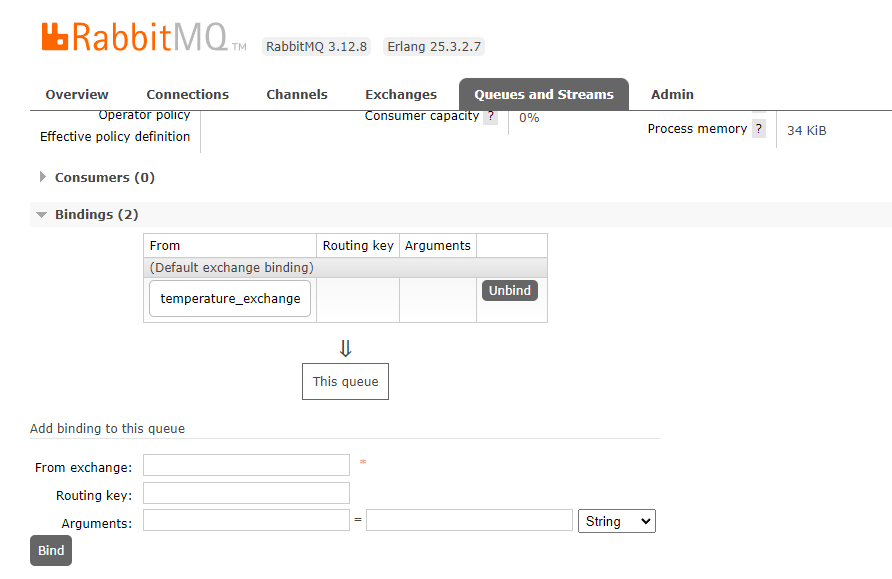 RabbitMQ TM RabbitMQ 3.12.8 Erlang 25.3.2.7
Overview Connections Channels Exchanges Queues and Streams Admin
Operator policy
Consumer capacity ? 0%
Effective policy definition
Process memory ? 34 KiB
Consumers (0)
Bindings (2)
From Routing key Arguments
(Default exchange binding)
temperature_exchange Unbind
⇓
This queue
Add binding to this queue
From exchange: *
Routing key:
Arguments: = String
Bind